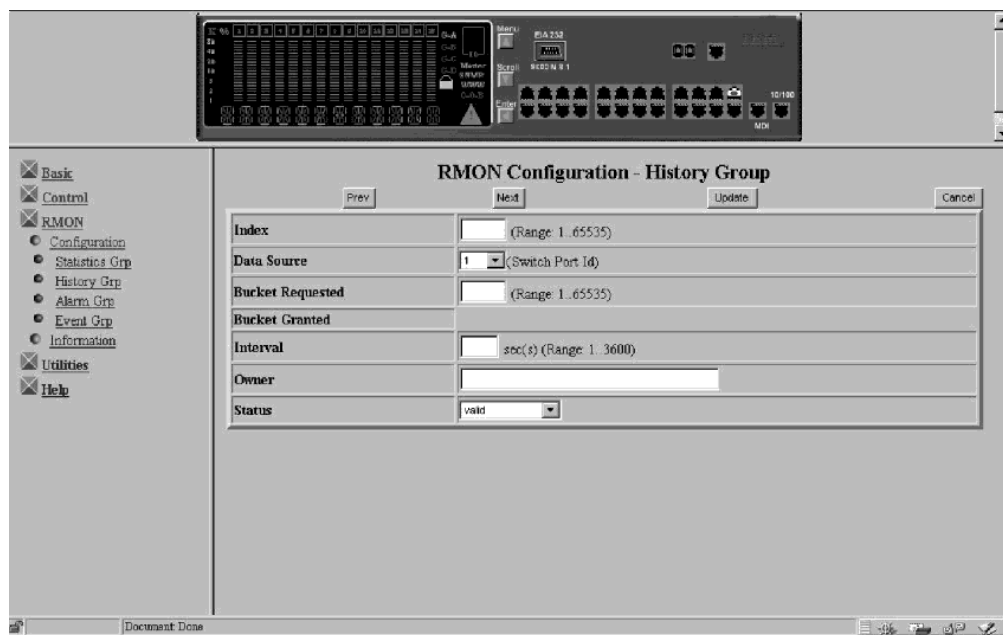 Menu
EIA 232
Scroll
Enter
10/100
MDI
Basic
Control
RMON
Configuration
Statistics Grp
History Grp
Alarm Grp
Event Grp
Information
Utilities
Help
RMON Configuration - History Group
Prev Next Update Cancel
Index (Range: 1..65535)
Data Source 1 (Switch Port Id)
Bucket Requested (Range: 1..65535)
Bucket Granted
Interval sec(s) (Range: 1..3600)
Owner
Status valid
Document: Done